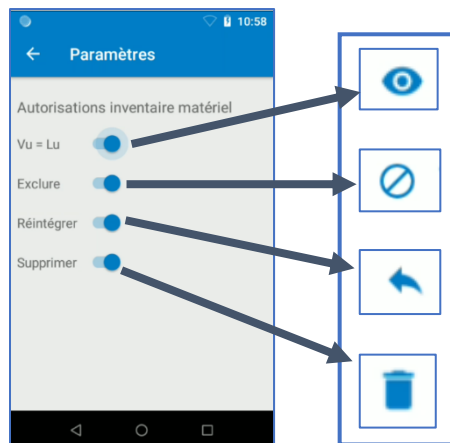 10:58
Paramètres
Autorisations inventaire matériel
Vu = Lu
Exclure
Réintégrer
Supprimer